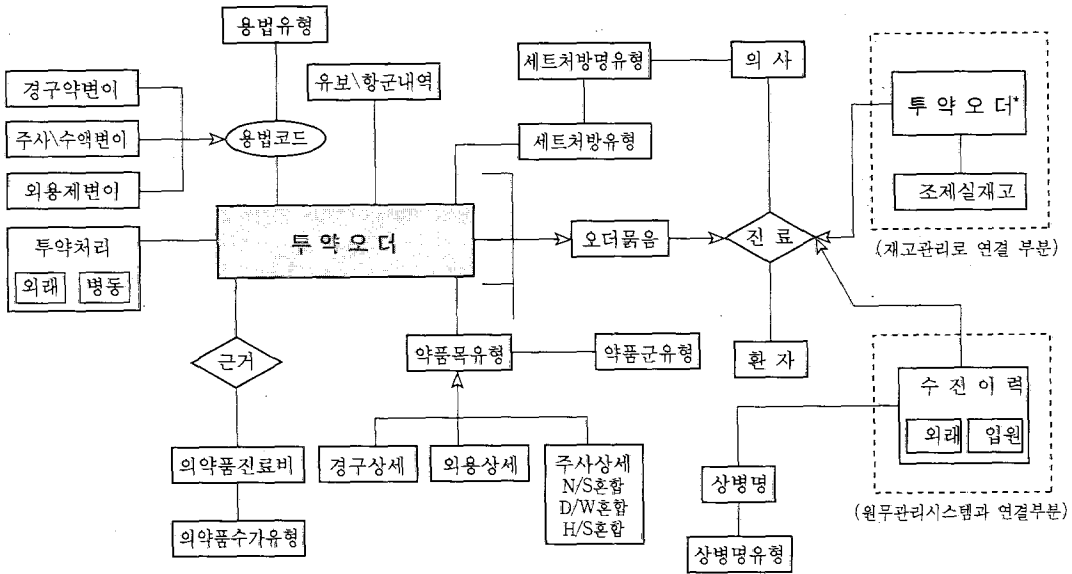 용법유형
세트처방명유형
의 사
경구약변이
유보\항군내역
투 약 오 더*
주사\수액변이
용법코드
세트처방유형
외용제변이
조제실재고
투약처리
외래
병동
투 약 오 더
오더묶음
진 료
(재고관리로 연결 부분)
근거
약품목유형
약품군유형
환 자
수 진 이 력
외래
입원
의약품진료비
경구상세
외용상세
주사상세
N/S혼합
D/W혼합
H/S혼합
상병명
(원무관리시스템과 연결부분)
의약품수가유형
상병명유형